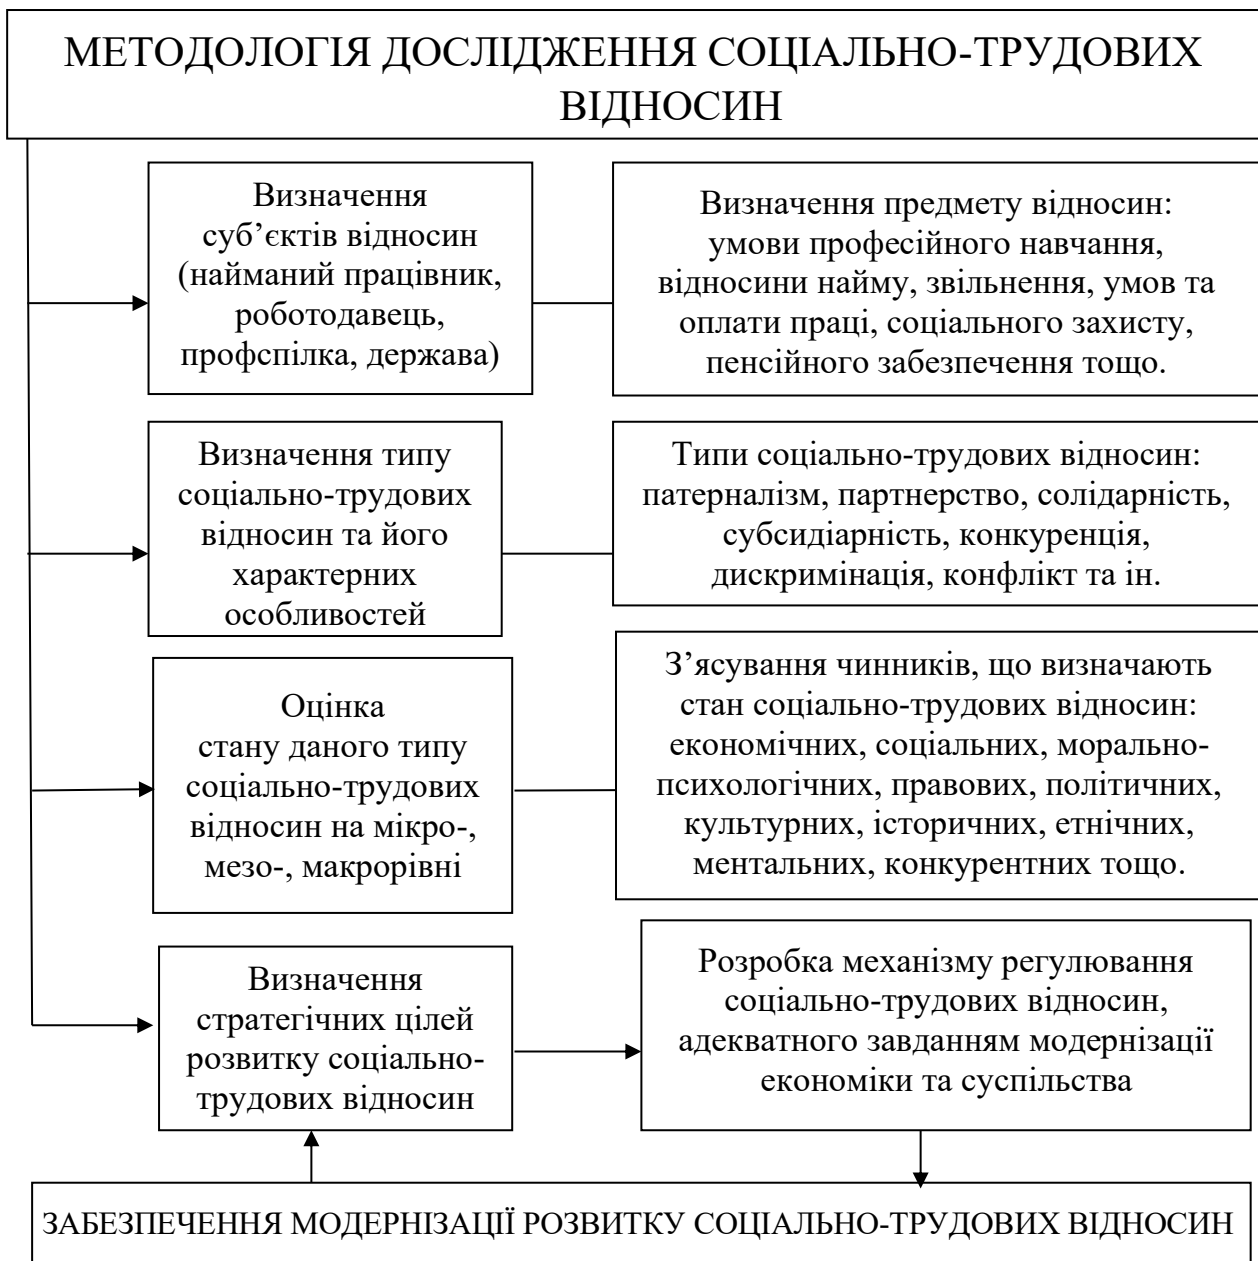 МЕТОДОЛОГІЯ ДОСЛІДЖЕННЯ СОЦІАЛЬНО-ТРУДОВИХ
ВІДНОСИН
Визначення
суб’єктів відносин
(найманий працівник,
роботодавець,
профспілка, держава)
Визначення предмету відносин:
умови професійного навчання,
відносини найму, звільнення, умов та
оплати праці, соціального захисту,
пенсійного забезпечення тощо.
Визначення типу
соціально-трудових
відносин та його
характерних
особливостей
Типи соціально-трудових відносин:
патерналізм, партнерство, солідарність,
субсидіарність, конкуренція,
дискримінація, конфлікт та ін.
Оцінка
стану даного типу
соціально-трудових
відносин на мікро-,
мезо-, макрорівні
З’ясування чинників, що визначають
стан соціально-трудових відносин:
економічних, соціальних, морально-
психологічних, правових, політичних,
культурних, історичних, етнічних,
ментальних, конкурентних тощо.
Визначення
стратегічних цілей
розвитку соціально-
трудових відносин
Розробка механізму регулювання
соціально-трудових відносин,
адекватного завданням модернізації
економіки та суспільства
ЗАБЕЗПЕЧЕННЯ МОДЕРНІЗАЦІЇ РОЗВИТКУ СОЦІАЛЬНО-ТРУДОВИХ ВІДНОСИН